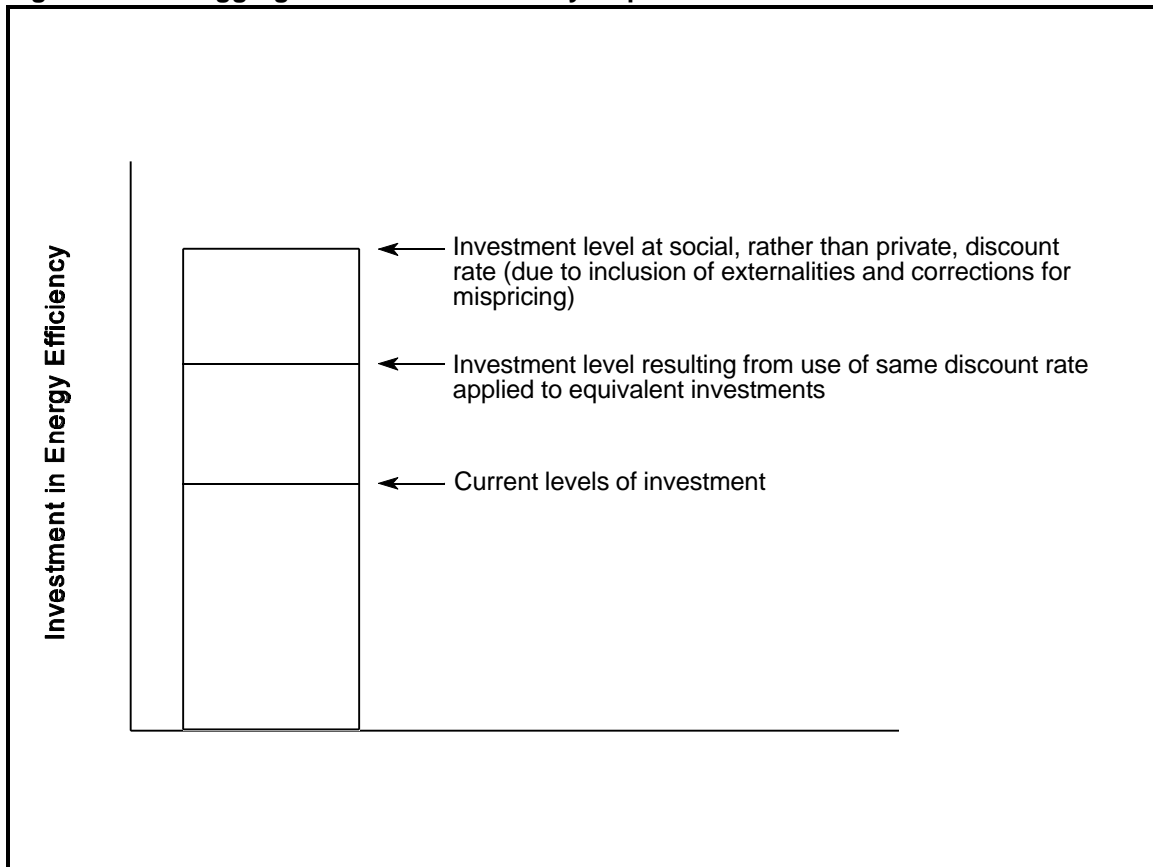 Investment in Energy Efficiency
Investment level at social, rather than private, discount
rate (due to inclusion of externalities and corrections for
mispricing)
Investment level resulting from use of same discount rate
applied to equivalent investments
Current levels of investment